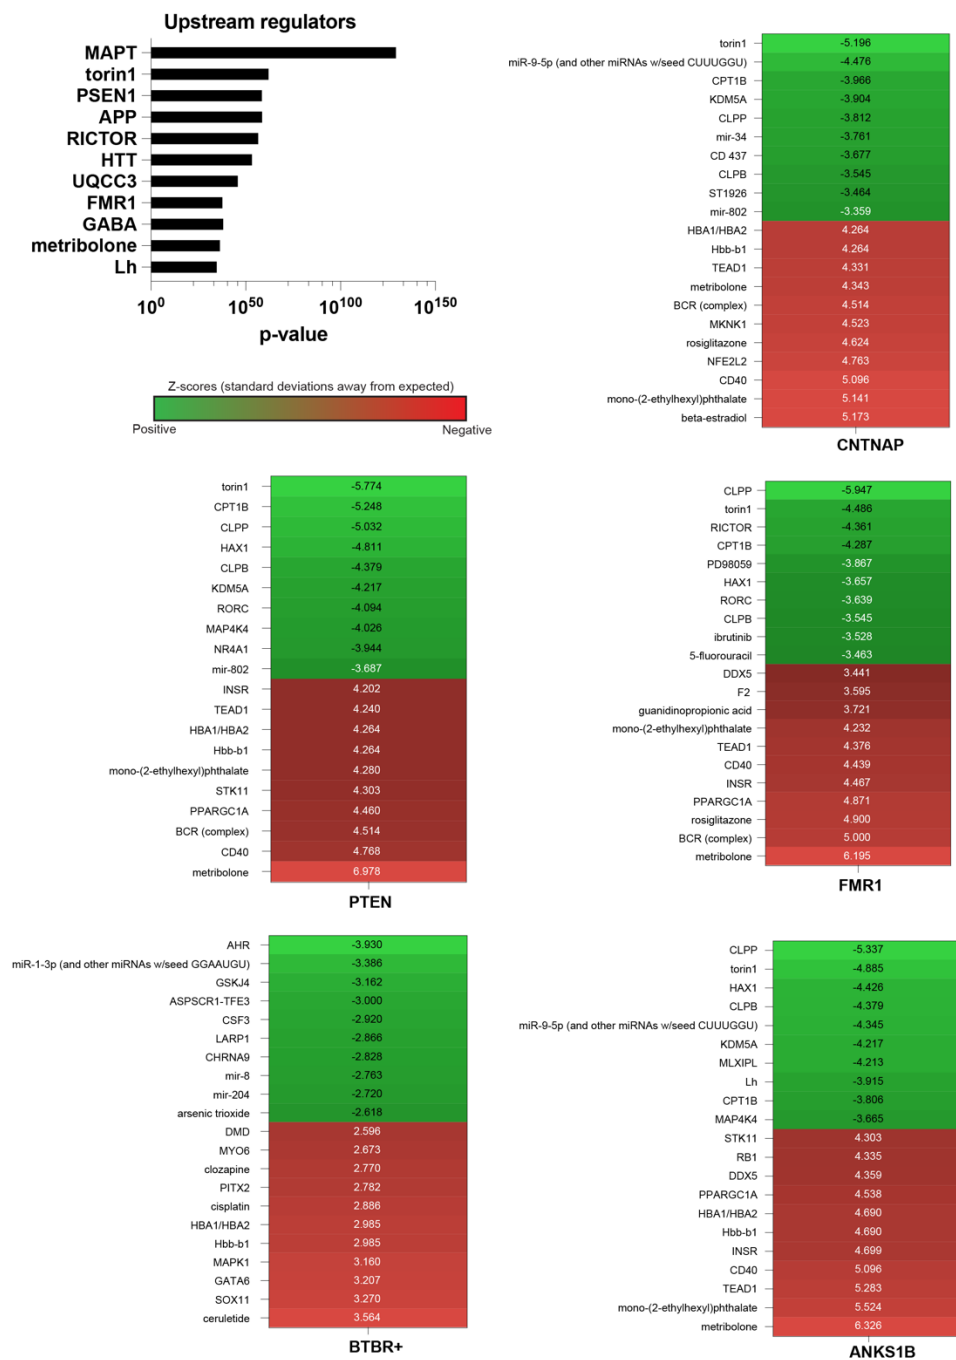 Upstream regulators
MAPT
torin1
PSEN1
APP
RICTOR
HTT
UQCC3
FMR1
GABA
metribolone
Lh
10⁰ 10⁵⁰ 10¹⁰⁰ 10¹⁵⁰
p-value
Z-scores (standard deviations away from expected)
Positive Negative
torin1 -5.196
miR-9-5p (and other miRNAs w/seed CUUUGGU) -4.476
CPT1B -3.966
KDM5A -3.904
CLPP -3.812
mir-34 -3.761
CD 437 -3.677
CLPB -3.545
ST1926 -3.464
mir-802 -3.359
HBA1/HBA2 4.264
Hbb-b1 4.264
TEAD1 4.331
metribolone 4.343
BCR (complex) 4.514
MKNK1 4.523
rosiglitazone 4.624
NFE2L2 4.763
CD40 5.096
mono-(2-ethylhexyl)phthalate 5.141
beta-estradiol 5.173
CNTNAP
torin1 -5.774
CPT1B -5.248
CLPP -5.032
HAX1 -4.811
CLPB -4.379
KDM5A -4.217
RORC -4.094
MAP4K4 -4.026
NR4A1 -3.944
mir-802 -3.687
INSR 4.202
TEAD1 4.240
HBA1/HBA2 4.264
Hbb-b1 4.264
mono-(2-ethylhexyl)phthalate 4.280
STK11 4.303
PPARGC1A 4.460
BCR (complex) 4.514
CD40 4.768
metribolone 6.978
PTEN
CLPP -5.947
torin1 -4.486
RICTOR -4.361
CPT1B -4.287
PD98059 -3.867
HAX1 -3.657
RORC -3.639
CLPB -3.545
ibrutinib -3.528
5-fluorouracil -3.463
DDX5 3.441
F2 3.595
guanidinopropionic acid 3.721
mono-(2-ethylhexyl)phthalate 4.232
TEAD1 4.376
CD40 4.439
INSR 4.467
PPARGC1A 4.871
rosiglitazone 4.900
BCR (complex) 5.000
metribolone 6.195
FMR1
AHR -3.930
miR-1-3p (and other miRNAs w/seed GGAAUGU) -3.386
GSKJ4 -3.162
ASPSCR1-TFE3 -3.000
CSF3 -2.920
LARP1 -2.866
CHRNA9 -2.828
mir-8 -2.763
mir-204 -2.720
arsenic trioxide -2.618
DMD 2.596
MYO6 2.673
clozapine 2.770
PITX2 2.782
cisplatin 2.886
HBA1/HBA2 2.985
Hbb-b1 2.985
MAPK1 3.160
GATA6 3.207
SOX11 3.270
ceruletide 3.564
BTBR+
CLPP -5.337
torin1 -4.885
HAX1 -4.426
CLPB -4.379
miR-9-5p (and other miRNAs w/seed CUUUGGU) -4.345
KDM5A -4.217
MLXIPL -4.213
Lh -3.915
CPT1B -3.806
MAP4K4 -3.665
STK11 4.303
RB1 4.335
DDX5 4.359
PPARGC1A 4.538
HBA1/HBA2 4.690
Hbb-b1 4.690
INSR 4.699
CD40 5.096
TEAD1 5.283
mono-(2-ethylhexyl)phthalate 5.524
metribolone 6.326
ANKS1B